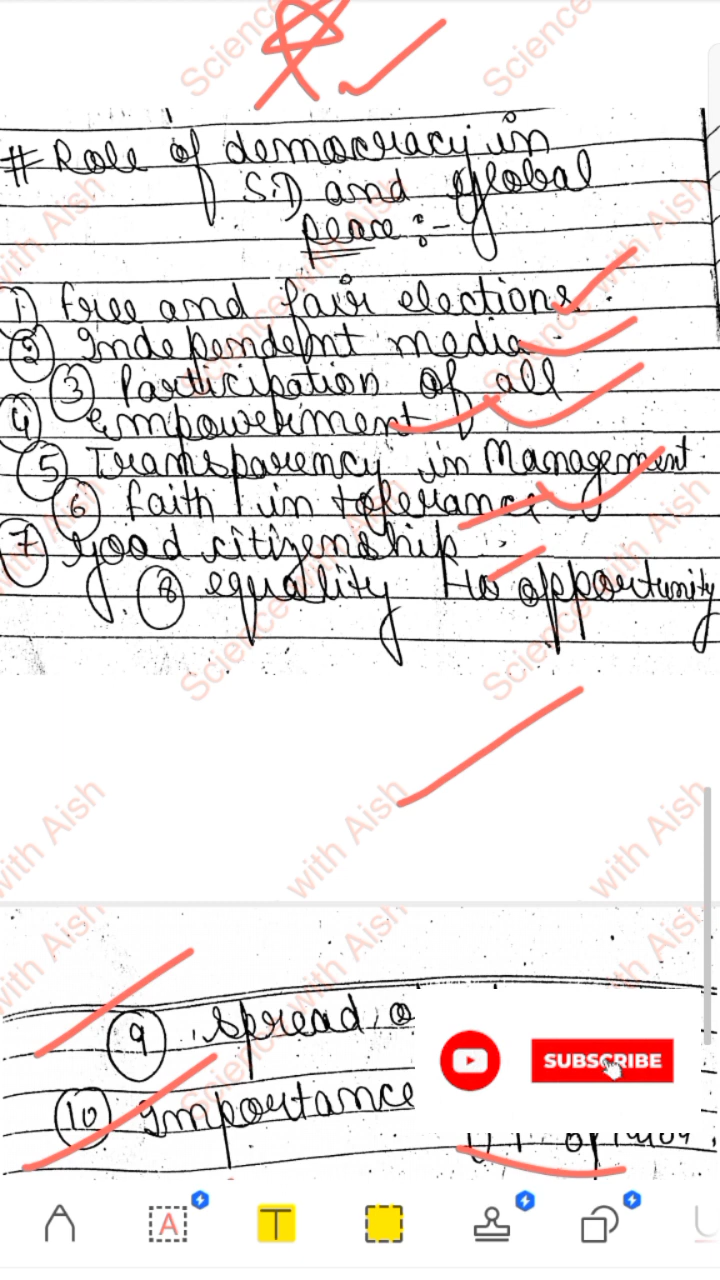 # Role of democracy in
S.D and global
peace :-
① Free and fair elections.
② Independent media
③ Participation of all
④ empowerment
⑤ Transparency in Management
⑥ faith in tolerance
⑦ good citizenship
⑧ equality to opportunity
⑨ Spread
⑩ Importance
SUBSCRIBE
Science with Aish
A
T